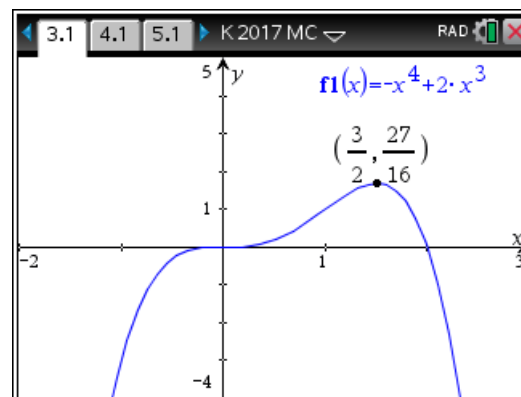 3.1 4.1 5.1 K 2017 MC RAD
5 y
f1(x)=-x^4+2·x^3
(3/2, 27/16)
1
x
-2 1 3
-4